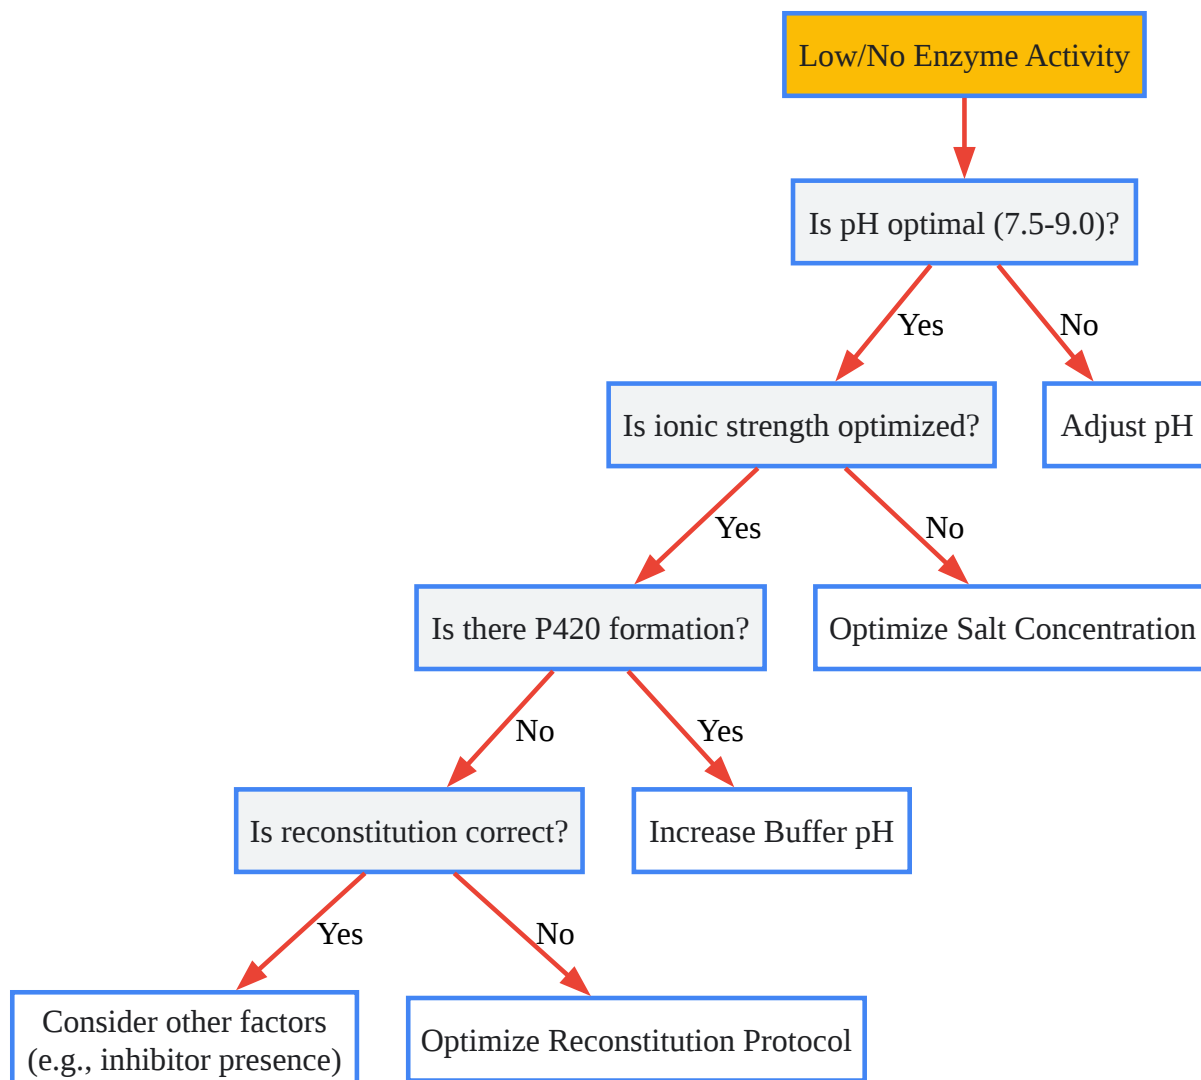 Low/No Enzyme Activity
Is pH optimal (7.5-9.0)?
Yes
No
Is ionic strength optimized?
Adjust pH
Yes
No
Is there P420 formation?
Optimize Salt Concentration
No
Yes
Is reconstitution correct?
Increase Buffer pH
Yes
No
Consider other factors
(e.g., inhibitor presence)
Optimize Reconstitution Protocol